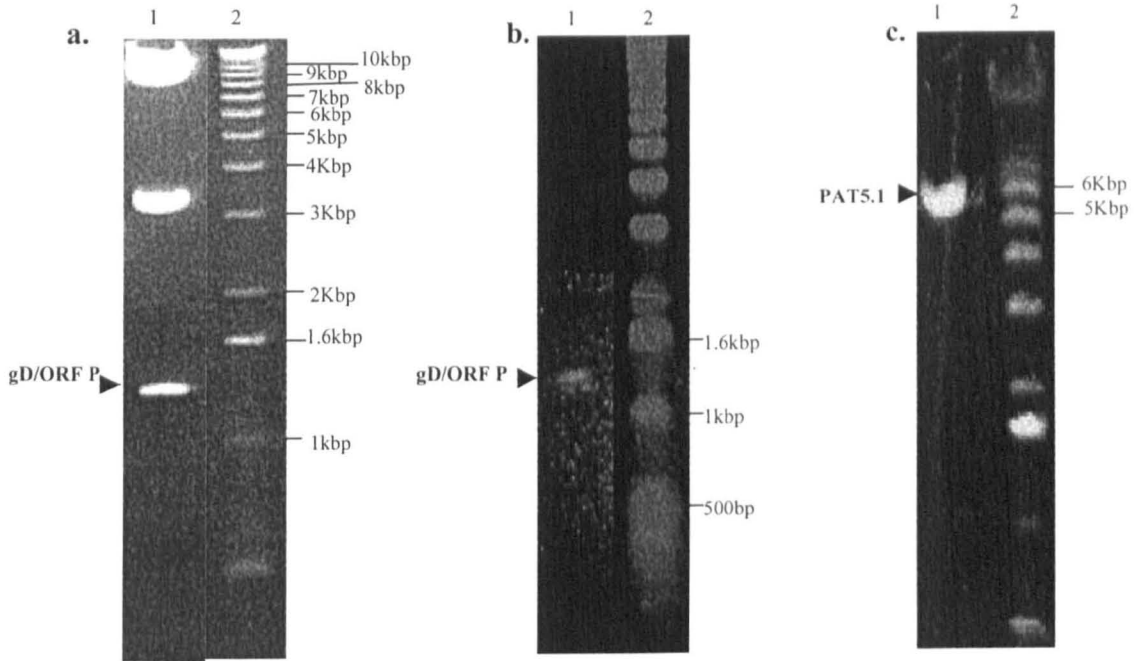 a.
1 2
10kbp
9kbp
8kbp
7kbp
6kbp
5kbp
4Kbp
3Kbp
2Kbp
1.6kbp
gD/ORF P
1kbp
b.
1 2
1.6kbp
gD/ORF P
1kbp
500bp
c.
1 2
6Kbp
PAT5.1
5Kbp